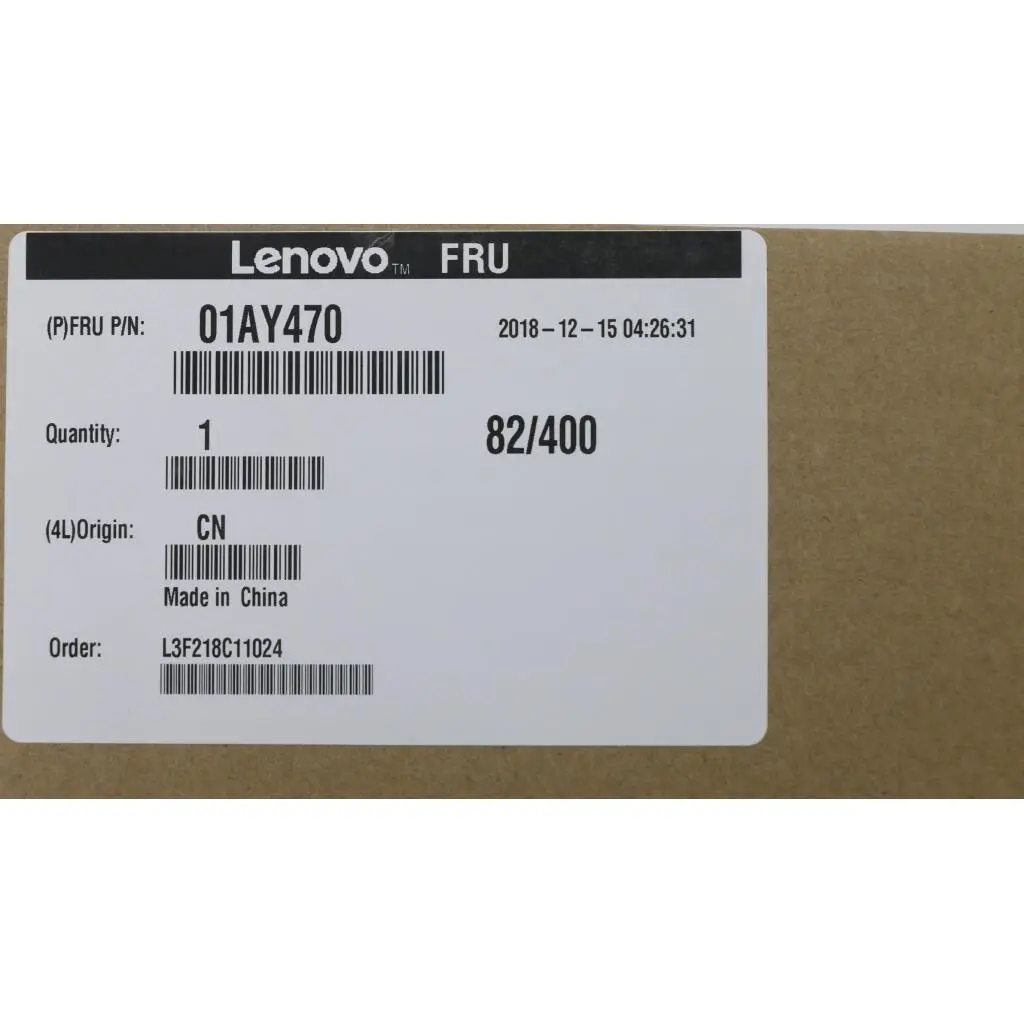 Lenovo™ FRU
(P)FRU P/N: 01AY470 2018-12-15 04:26:31
Quantity: 1 82/400
(4L)Origin: CN
Made in China
Order: L3F218C11024